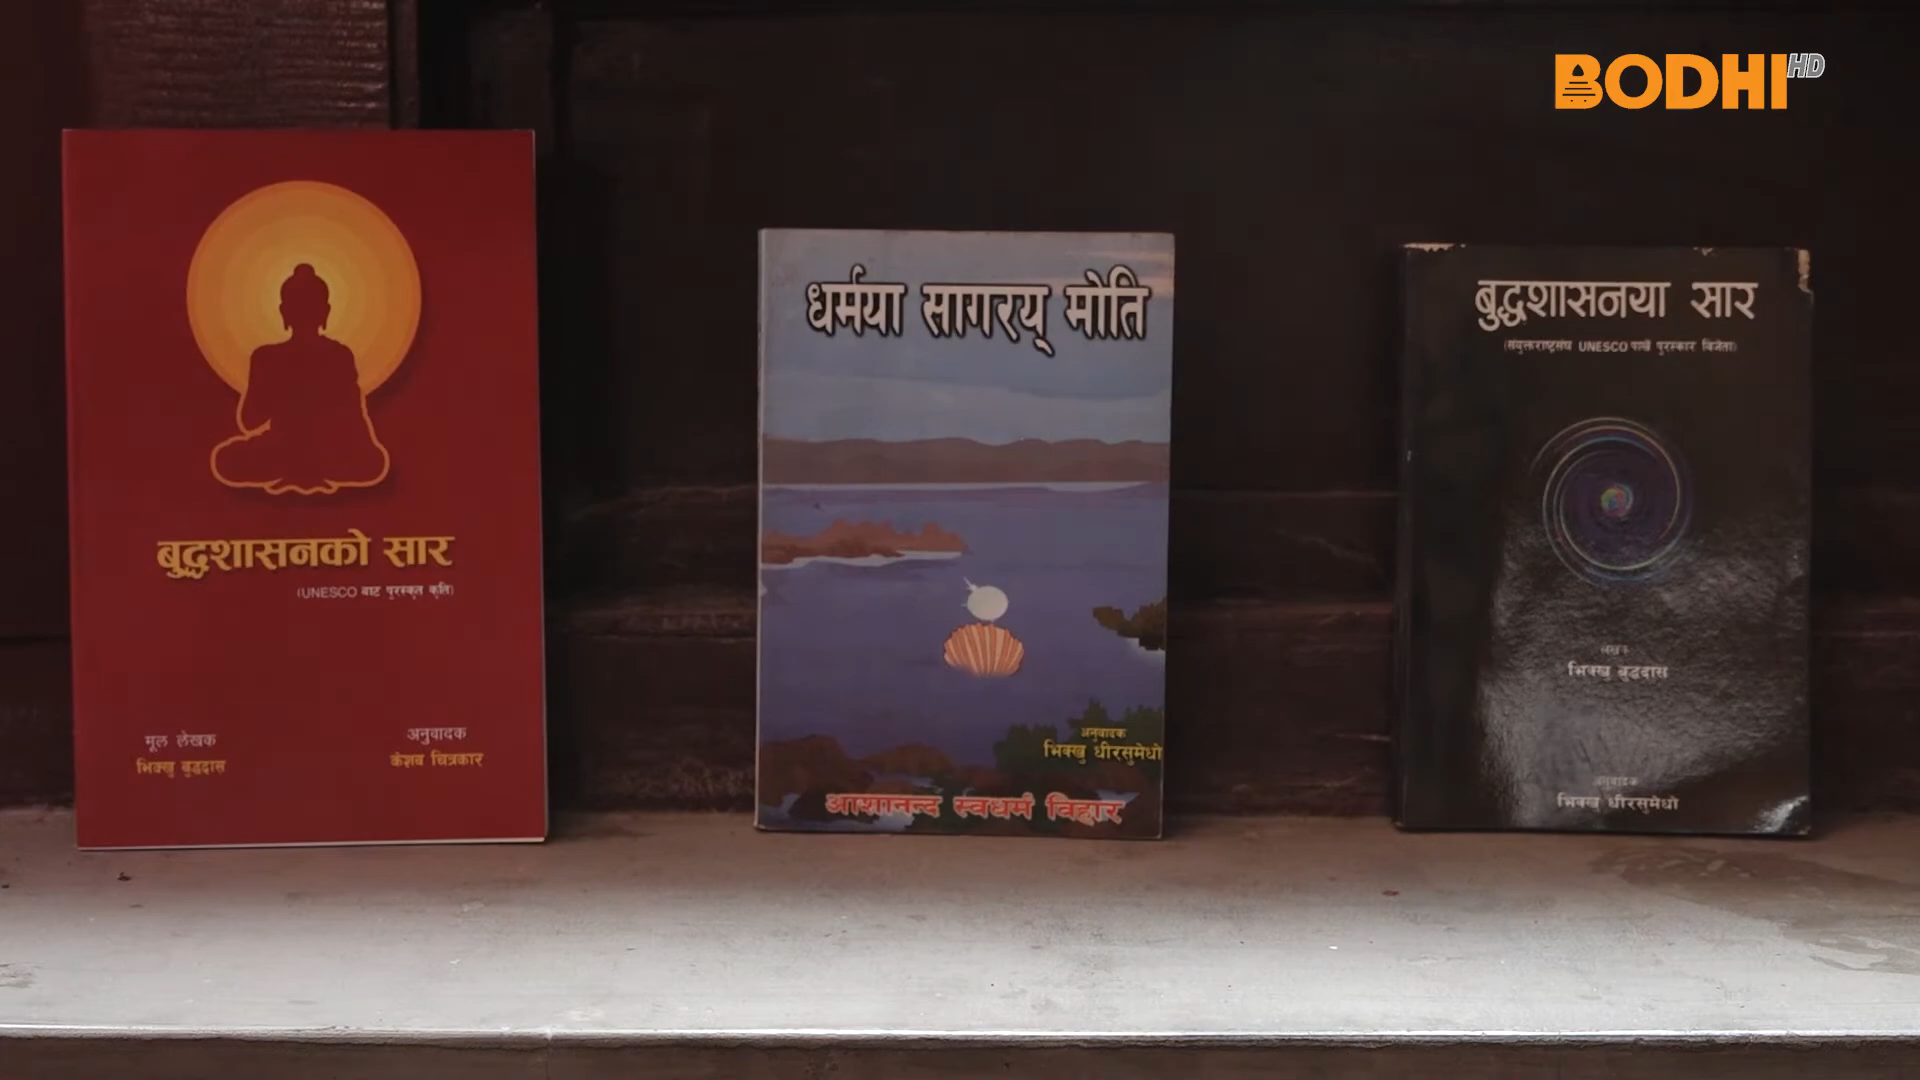 BODHI HD
बुद्धशासनको सार
(UNESCO बाट पुरस्कृत कृति)
मूल लेखक
भिक्खु बुद्धदास
अनुवादक
केशव चित्रकार
धर्मया सागरय् मोति
अनुवादक
भिक्खु धीरसुमेधो
आशानन्द स्वधर्म विहार
बुद्धशासनया सार
(संयुक्तराष्ट्रसंघ UNESCO पाखें पुरस्कार विजेता)
लेखक
भिक्खु बुद्धदास
अनुवादक
भिक्खु धीरसुमेधो